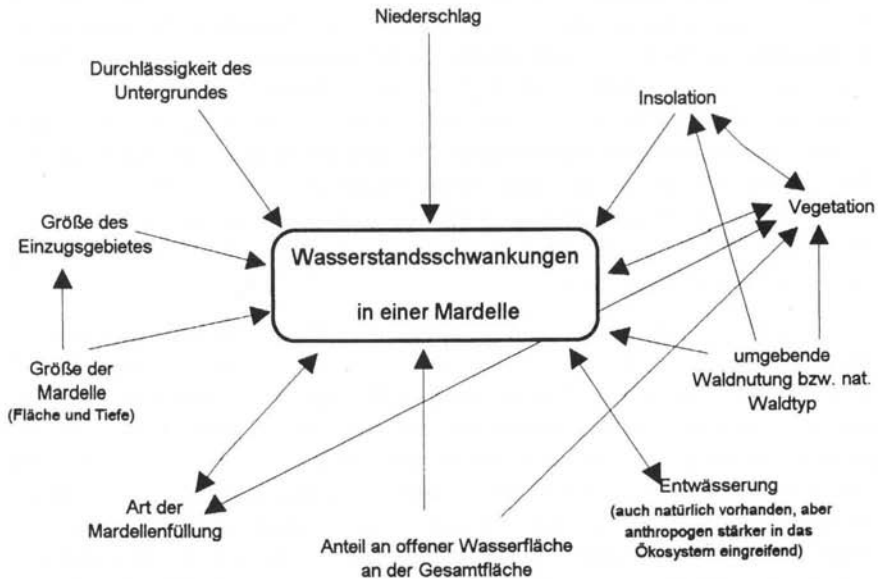 Niederschlag
Durchlässigkeit des
Untergrundes
Insolation
Vegetation
Größe des
Einzugsgebietes
Wasserstandsschwankungen
in einer Mardelle
Größe der
Mardelle
(Fläche und Tiefe)
umgebende
Waldnutung bzw. nat.
Waldtyp
Art der
Mardellenfüllung
Anteil an offener Wasserfläche
an der Gesamtfläche
Entwässerung
(auch natürlich vorhanden, aber
anthropogen stärker in das
Ökosystem eingreifend)